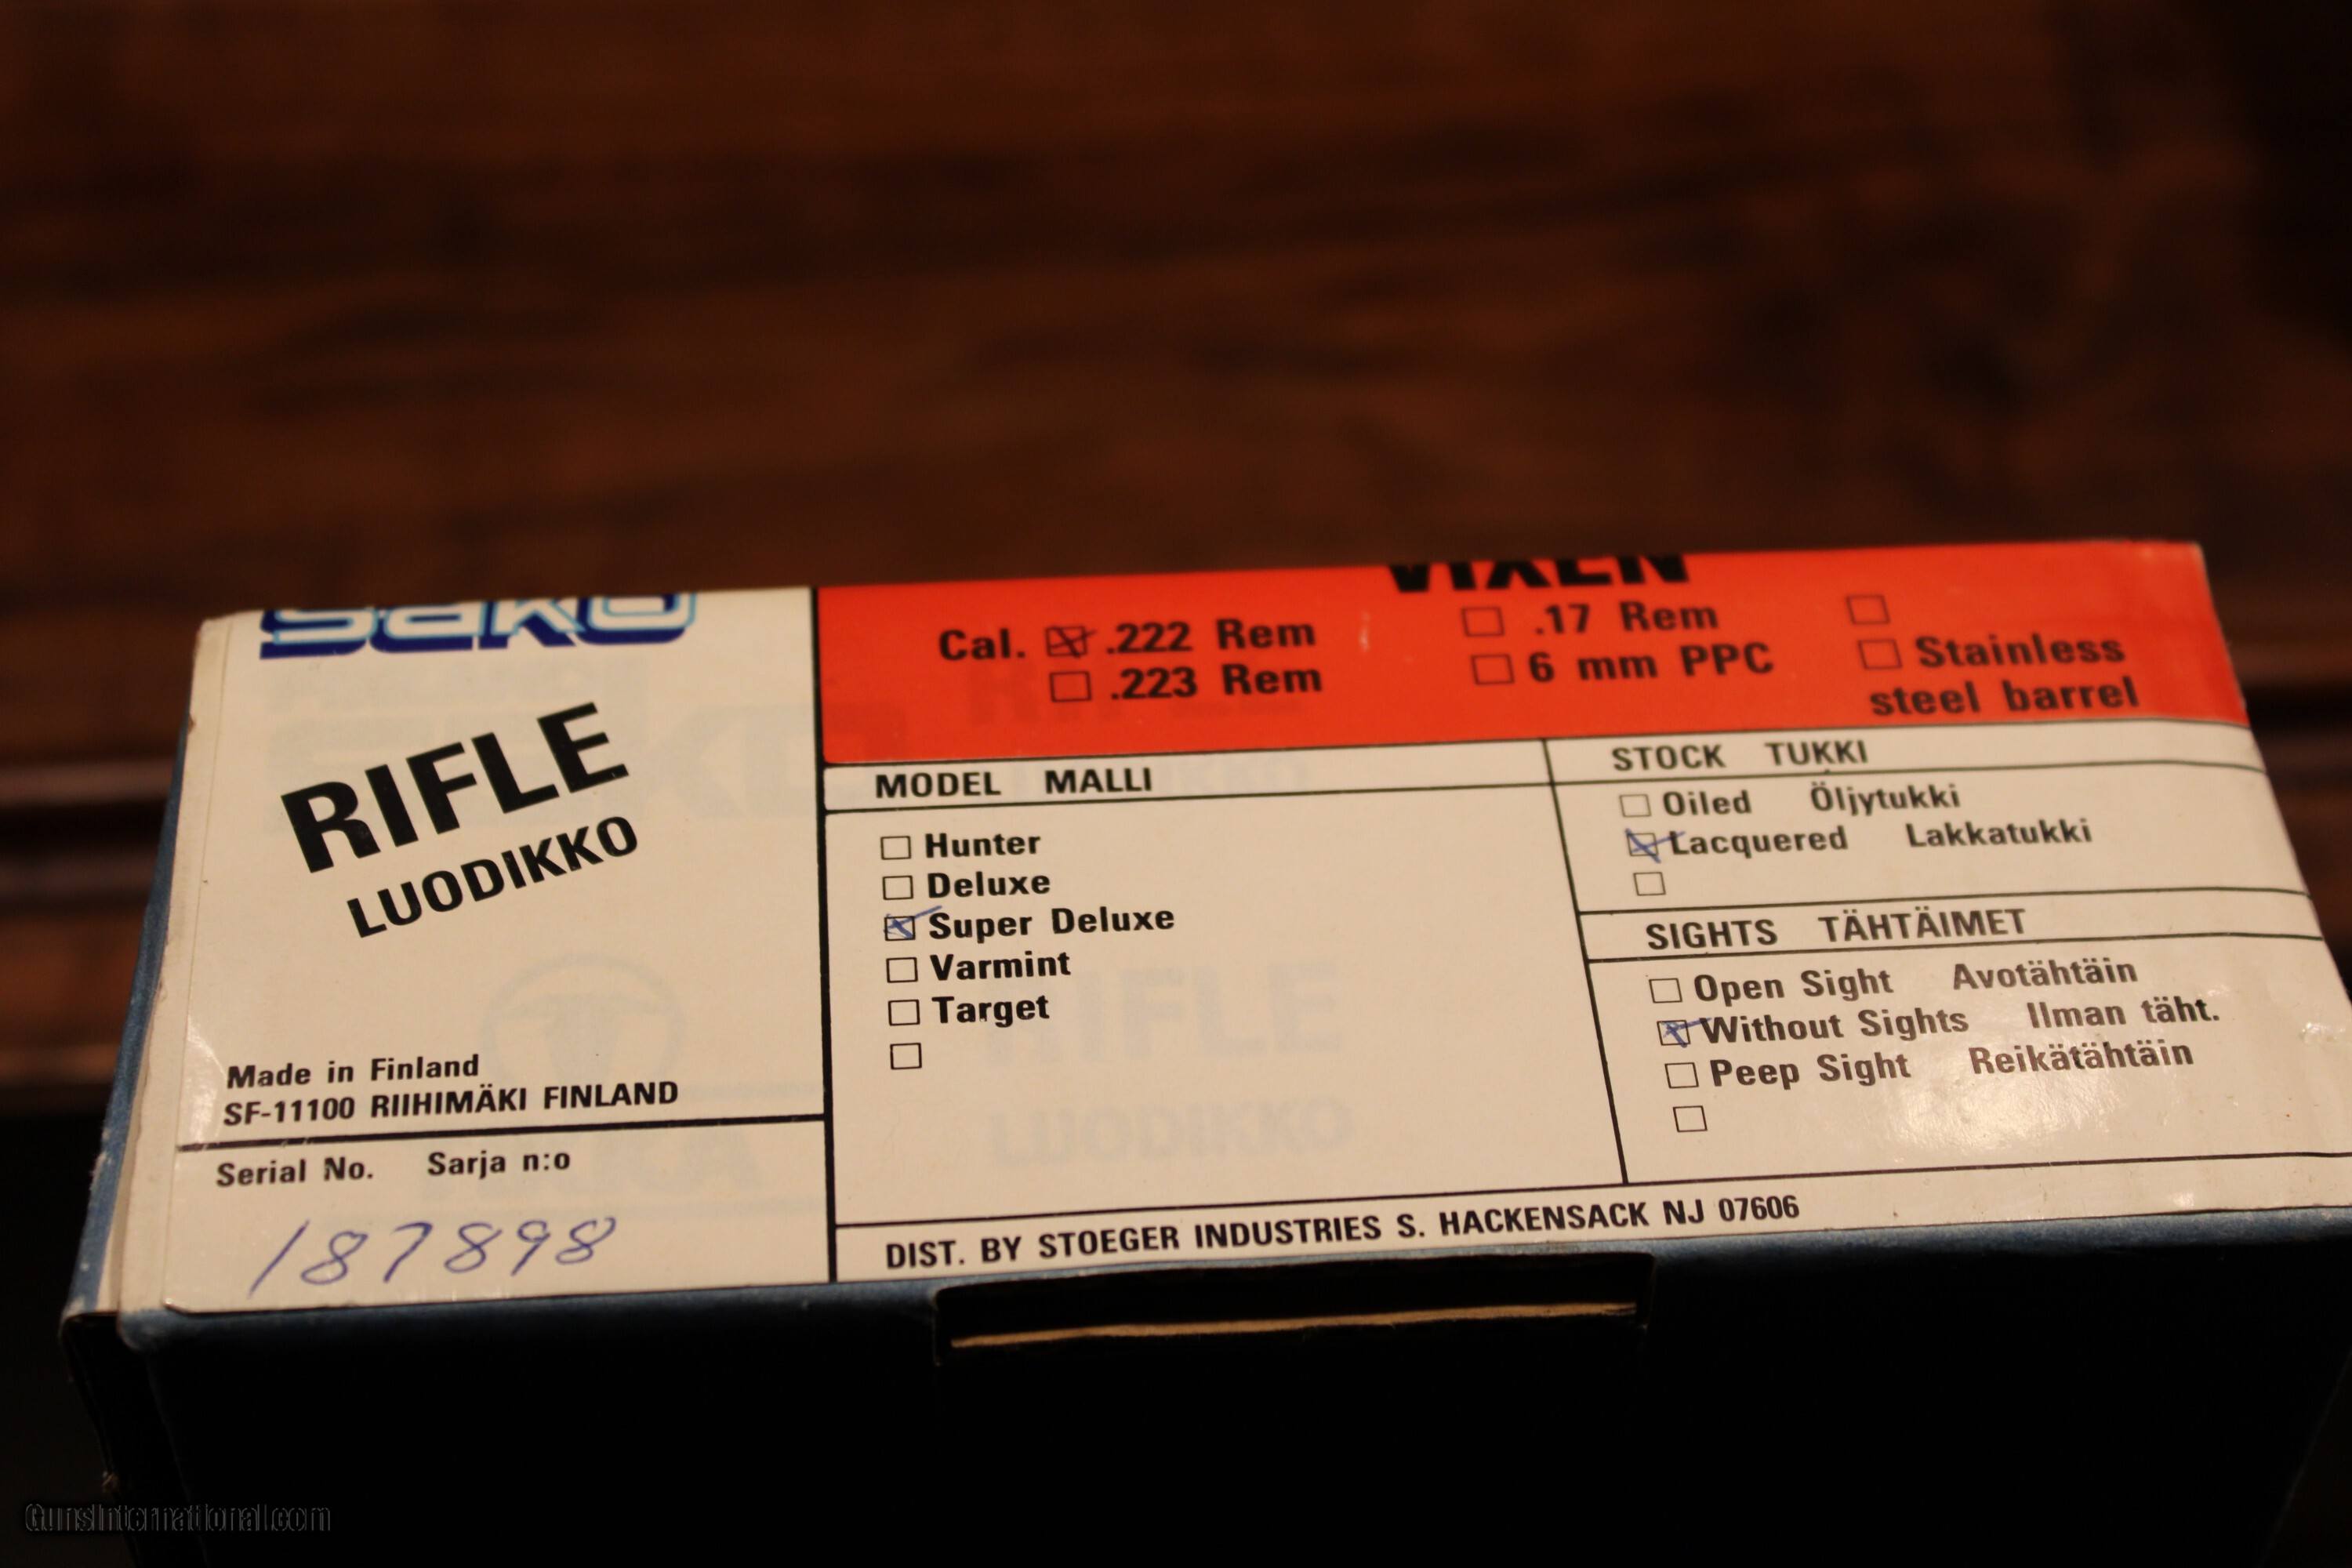 SAKO
RIFLE
LUODIKKO
Made in Finland
SF-11100 RIIHIMÄKI FINLAND
Serial No. Sarja n:o
187898
VIXEN
Cal. .222 Rem .17 Rem
.223 Rem 6 mm PPC Stainless
steel barrel
MODEL MALLI
Hunter
Deluxe
Super Deluxe
Varmint
Target
STOCK TUKKI
Oiled Öljytukki
Lacquered Lakkatukki
SIGHTS TÄHTÄIMET
Open Sight Avotähtäin
Without Sights Ilman täht.
Peep Sight Reikätähtäin
DIST. BY STOEGER INDUSTRIES S. HACKENSACK NJ 07606
GunsInternational.com